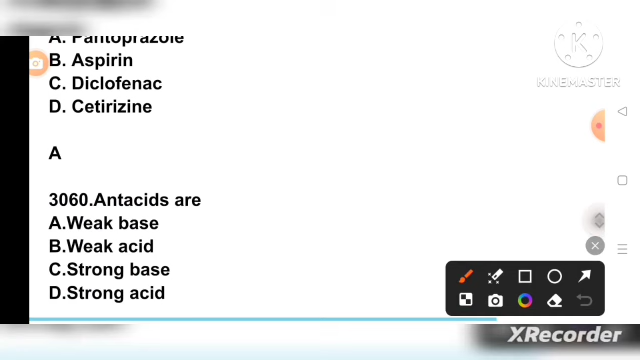 A. Pantoprazole
B. Aspirin
C. Diclofenac
D. Cetirizine
A
3060.Antacids are
A.Weak base
B.Weak acid
C.Strong base
D.Strong acid
KINEMASTER
XRecorder